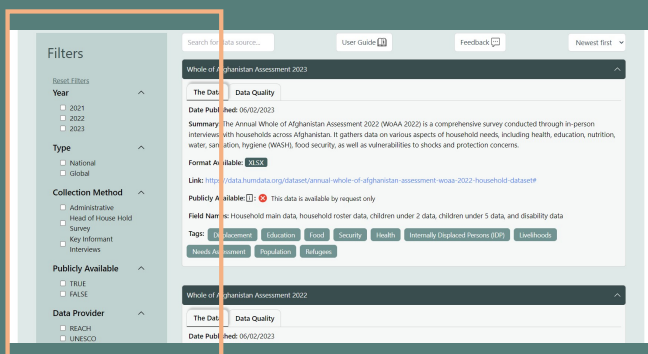 Filters
Reset Filters
Year
2021
2022
2023
Type
National
Global
Collection Method
Administrative
Head of House Hold
Survey
Key Informant
Interviews
Publicly Available
TRUE
FALSE
Data Provider
REACH
UNESCO
Search for data source...
User Guide
Feedback
Newest first
Whole of Afghanistan Assessment 2023
The Data
Data Quality
Date Published: 06/02/2023
Summary: The Annual Whole of Afghanistan Assessment 2022 (WoAA 2022) is a comprehensive survey conducted through in-person
interviews with households across Afghanistan. It gathers data on various aspects of household needs, including health, education, nutrition,
water, sanitation, hygiene (WASH), food security, as well as vulnerabilities to shocks and protection concerns.
Format Available: XLSX
Link: https://data.humdata.org/dataset/annual-whole-of-afghanistan-assessment-woaa-2022-household-dataset#
Publicly Available: i : This data is available by request only
Field Names: Household main data, household roster data, children under 2 data, children under 5 data, and disability data
Tags: Displacement Education Food Security Health Internally Displaced Persons (IDP) Livelihoods
Needs Assessment Population Refugees
Whole of Afghanistan Assessment 2022
The Data
Data Quality
Date Published: 06/02/2023